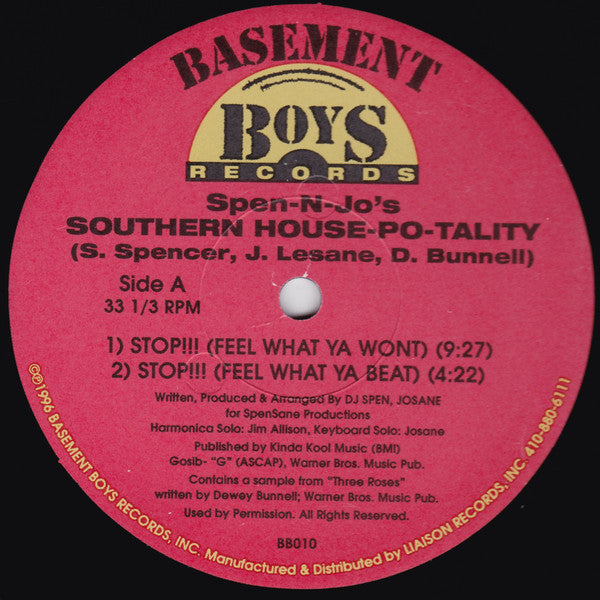 BASEMENT
BOYS
RECORDS
Spen-N-Jo's
SOUTHERN HOUSE-PO-TALITY
(S. Spencer, J. Lesane, D. Bunnell)
Side A
33 1/3 RPM
1) STOP!!! (FEEL WHAT YA WONT) (9:27)
2) STOP!!! (FEEL WHAT YA BEAT) (4:22)
Written, Produced & Arranged By DJ SPEN, JOSANE
for SpenSane Productions
Harmonica Solo: Jim Allison, Keyboard Solo: Josane
Published by Kinda Kool Music (BMI)
Gosib- "G" (ASCAP), Warner Bros. Music Pub.
Contains a sample from "Three Roses"
written by Dewey Bunnell; Warner Bros. Music Pub.
Used by Permission. All Rights Reserved.
BB010
©℗1996 BASEMENT BOYS RECORDS, INC. Manufactured & Distributed by LIAISON RECORDS, INC. 410-880-6111